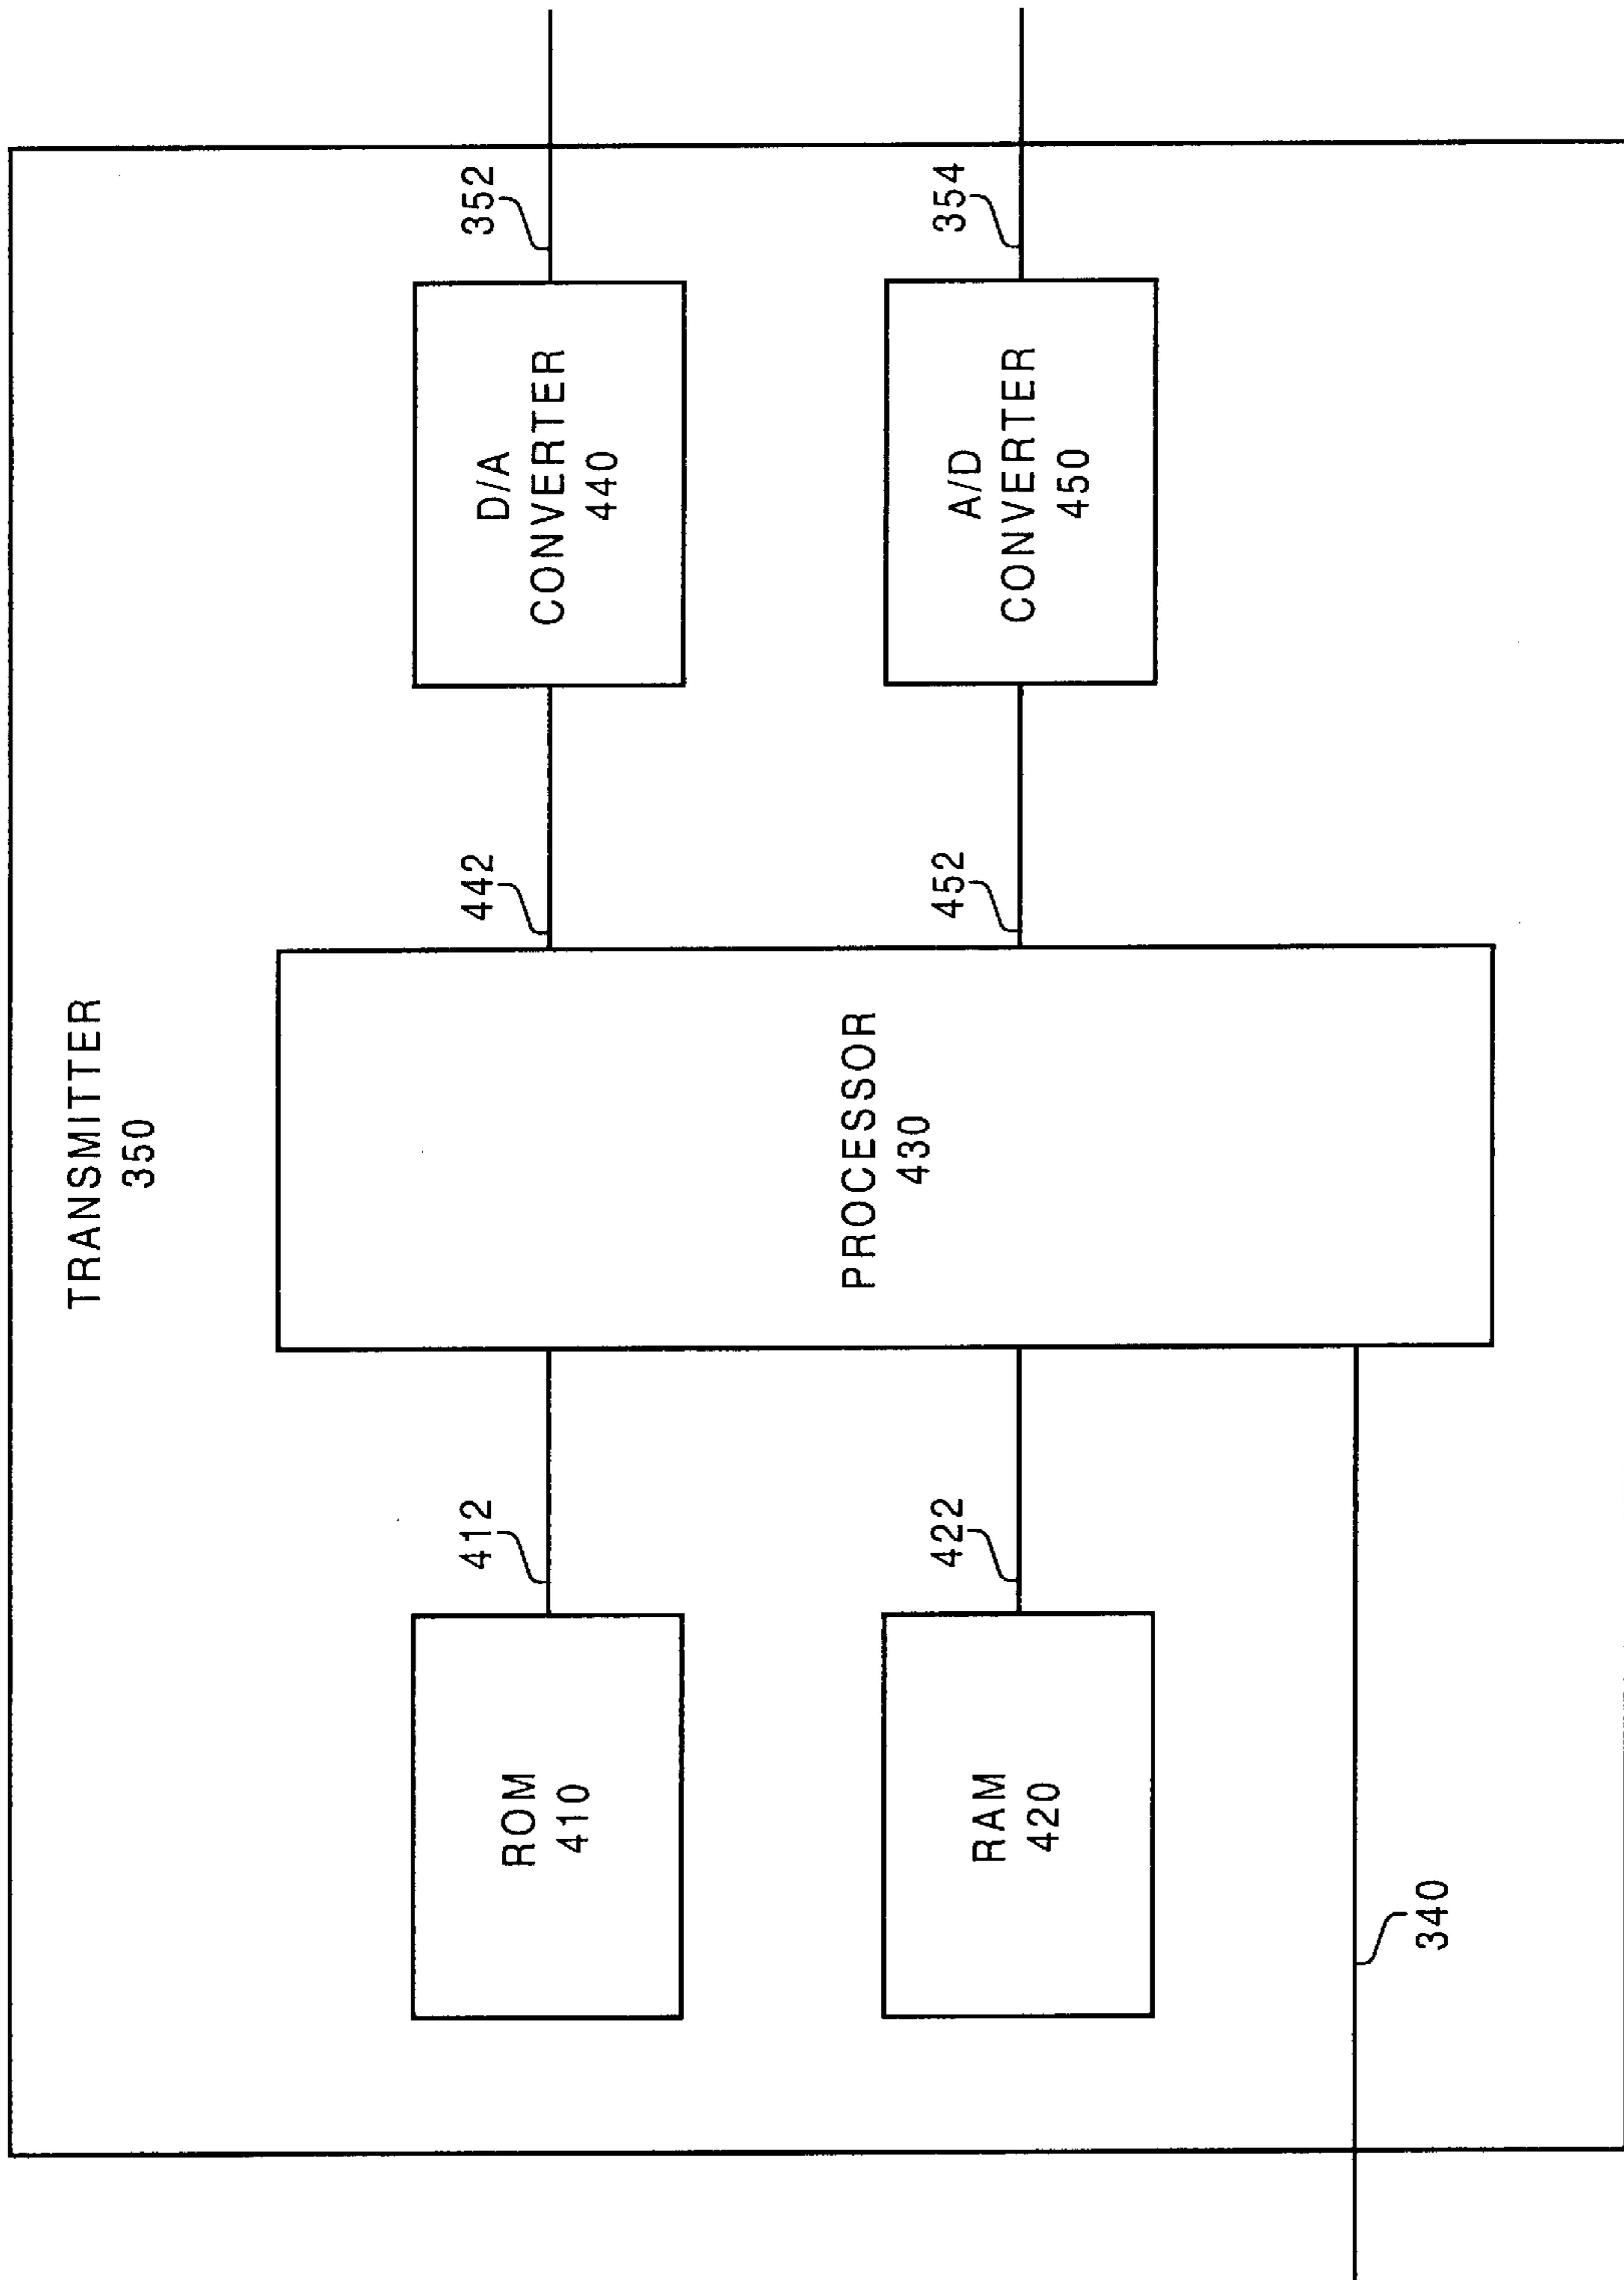 TRANSMITTER
350
ROM
410
412
RAM
420
422
340
PROCESSOR
430
442
452
D/A
CONVERTER
440
352
A/D
CONVERTER
450
354